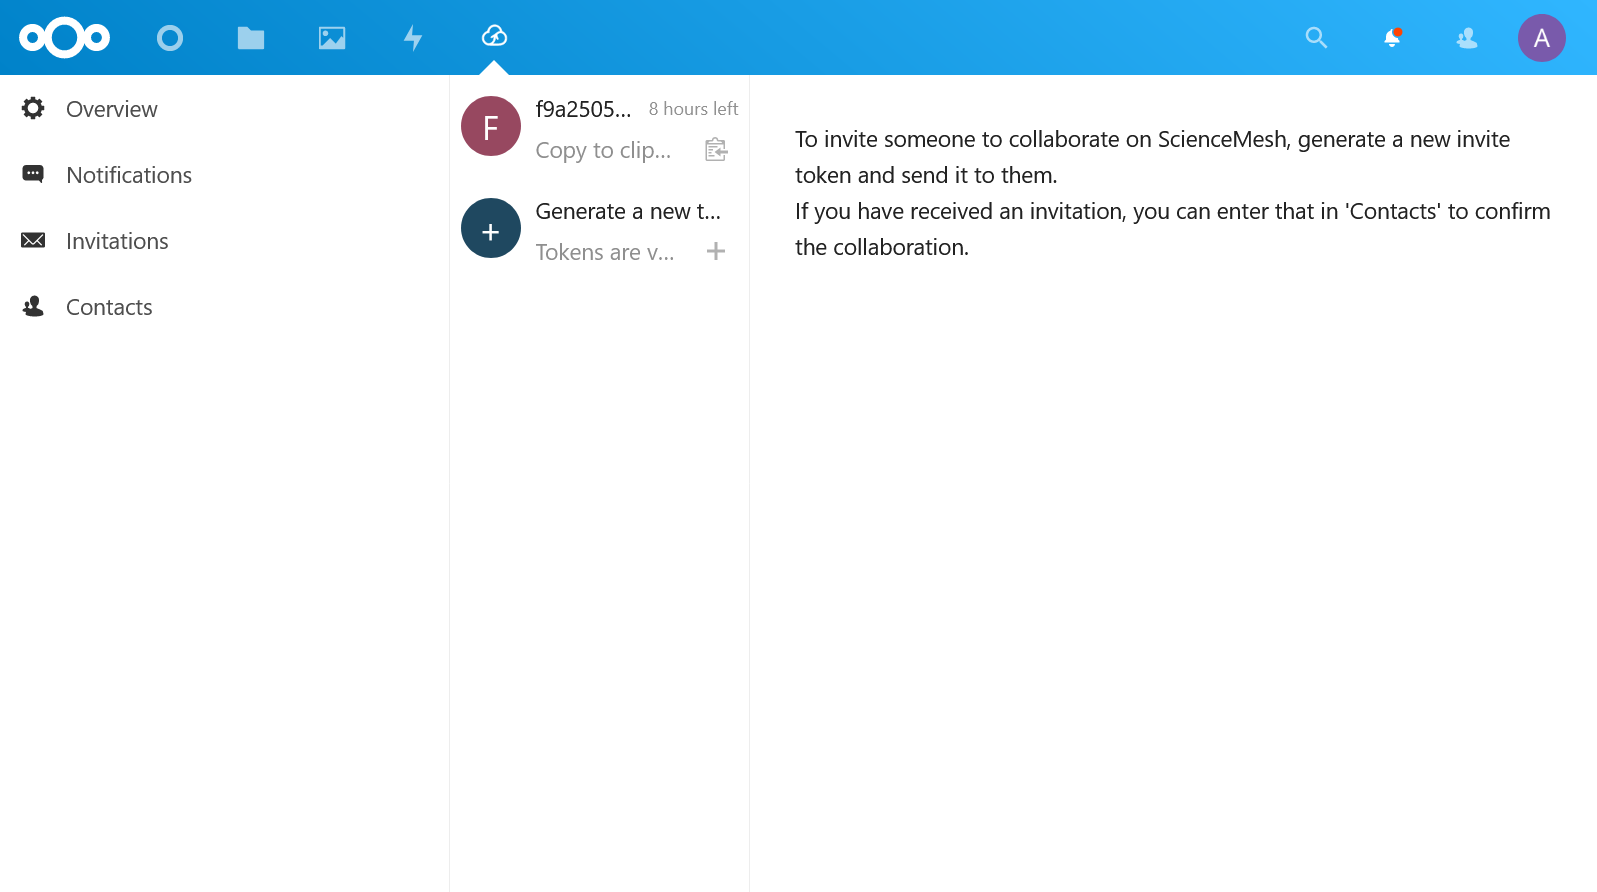 A
Overview
Notifications
Invitations
Contacts
F
f9a2505...
8 hours left
Copy to clip...
+
Generate a new t...
Tokens are v...
To invite someone to collaborate on ScienceMesh, generate a new invite
token and send it to them.
If you have received an invitation, you can enter that in 'Contacts' to confirm
the collaboration.